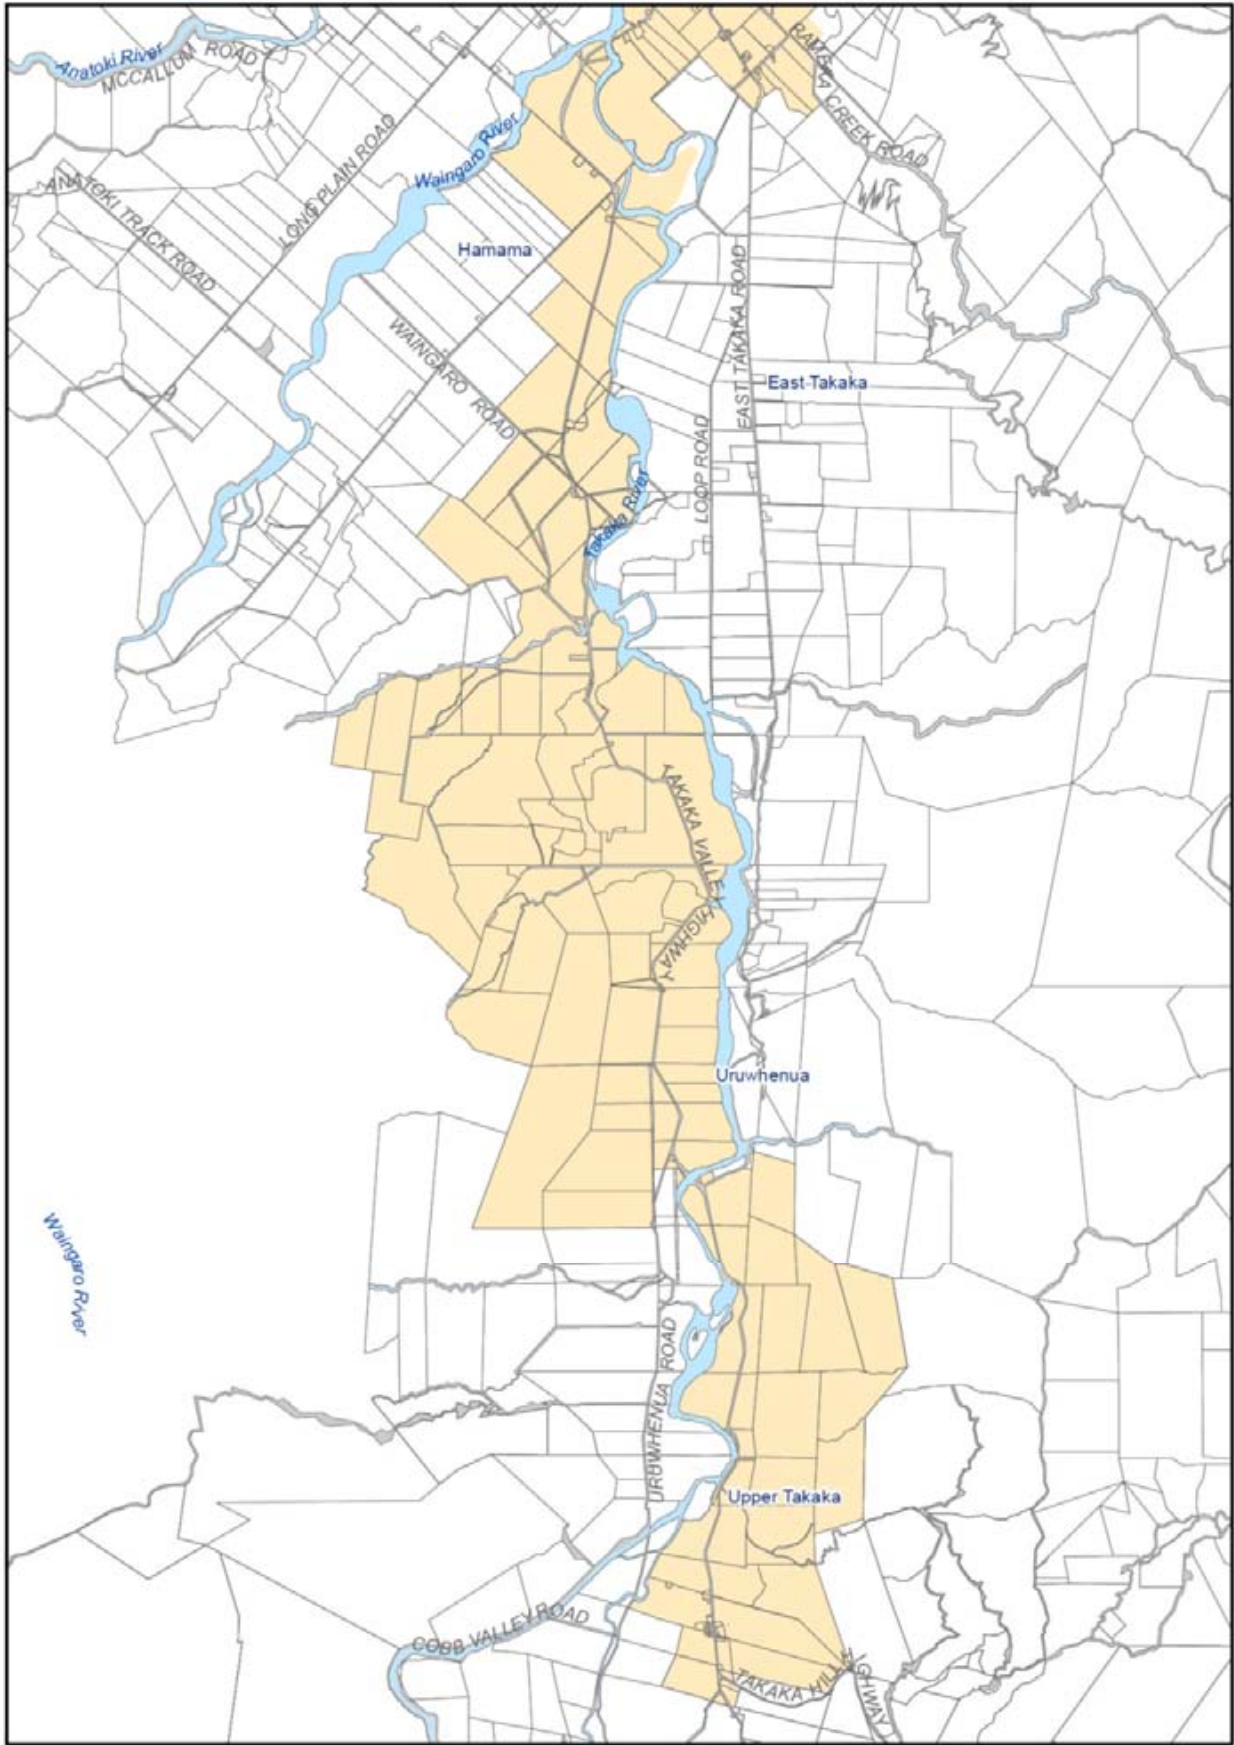 Anatoki River
MCCALLUM ROAD
RAMEKA CREEK ROAD
Waingaro River
LONG PLAIN ROAD
ANATOKI TRACK ROAD
Hamama
EAST TAKAKA ROAD
WAINGARO ROAD
East Takaka
LOOP ROAD
Takaka River
TAKAKA VALLEY HIGHWAY
Uruwhenua
Waingaro River
URUWHENUA ROAD
Upper Takaka
COBB VALLEY ROAD
TAKAKA HILL HIGHWAY